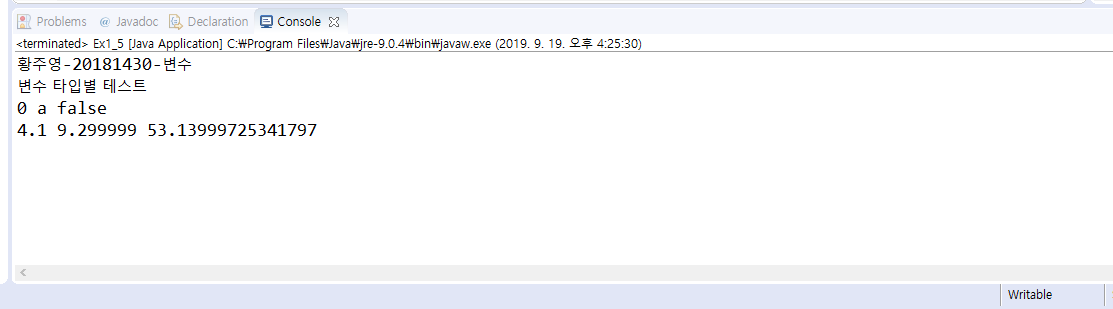 Problems @ Javadoc Declaration Console
<terminated> Ex1_5 [Java Application] C:₩Program Files₩Java₩jre-9.0.4₩bin₩javaw.exe (2019. 9. 19. 오후 4:25:30)
황주영-20181430-변수
변수 타입별 테스트
0 a false
4.1 9.299999 53.13999725341797
Writable